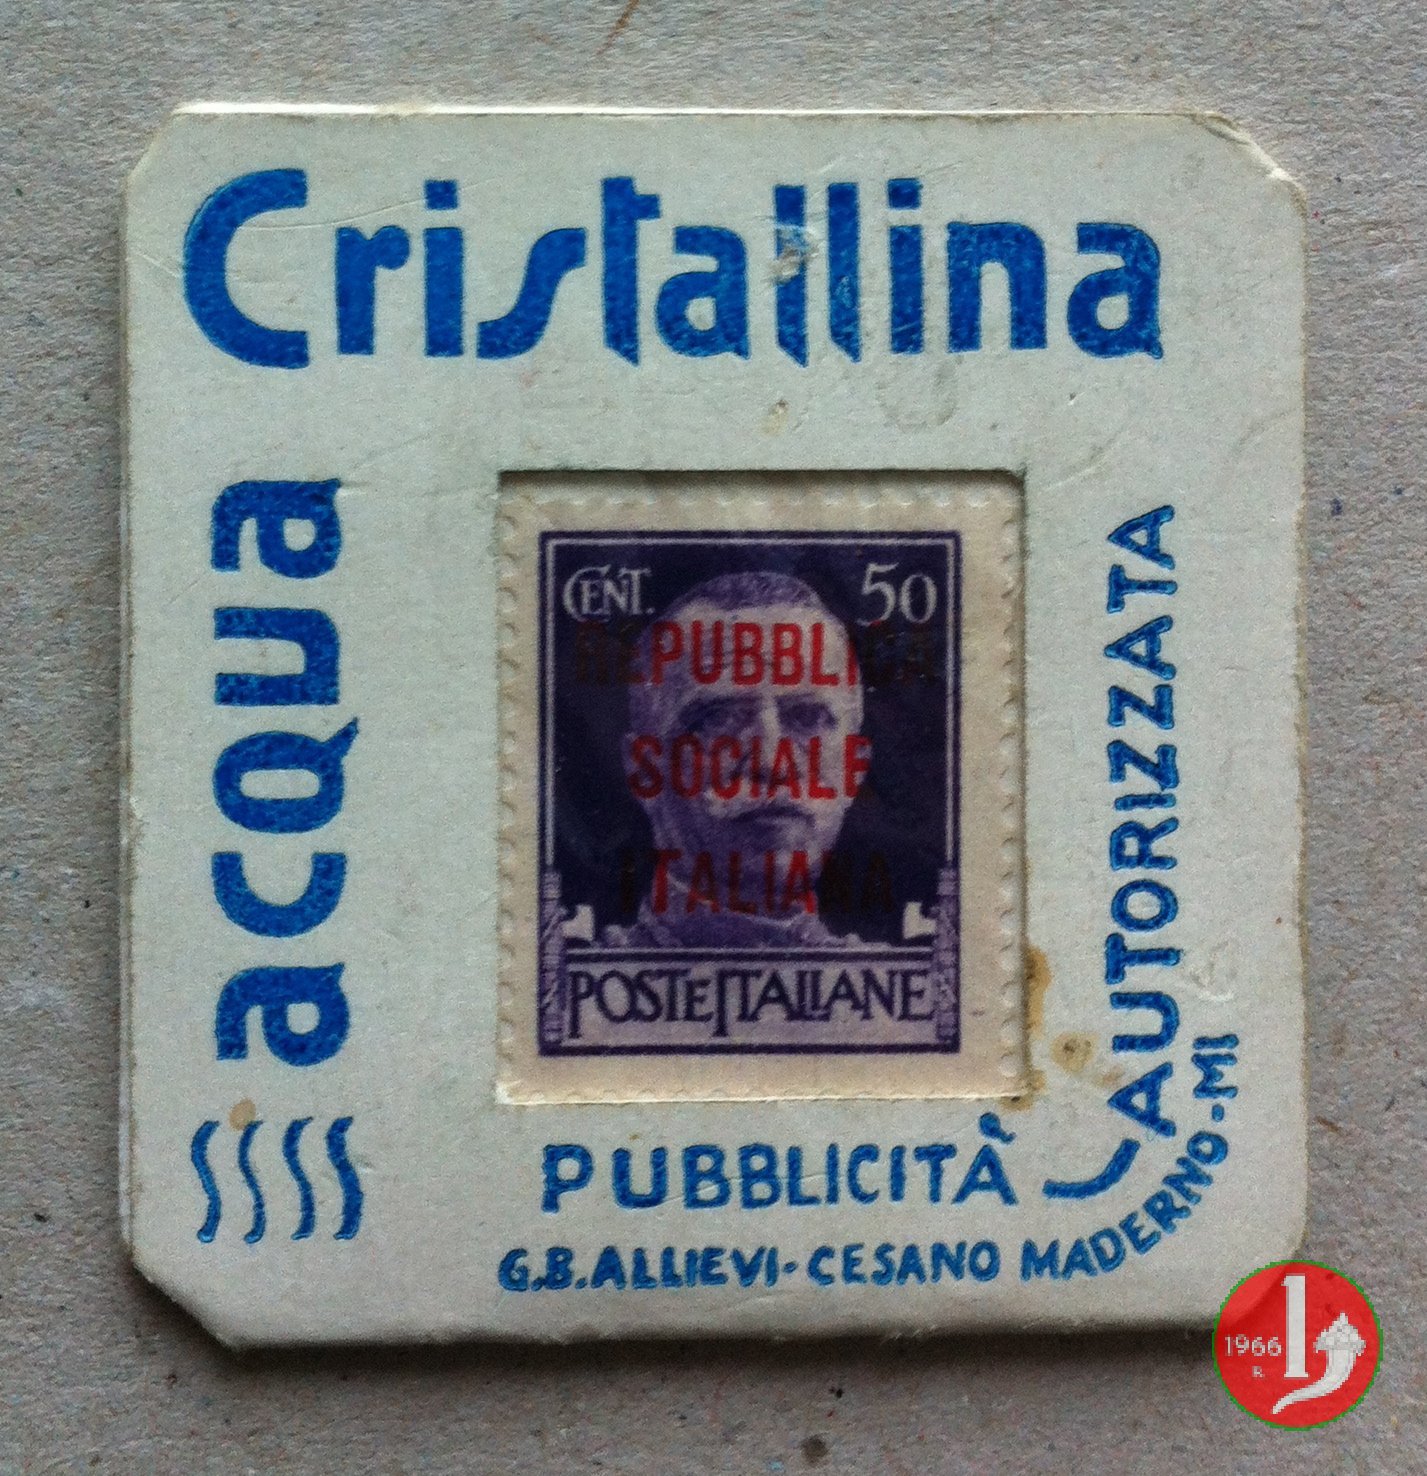 Cristallina
acqua
CENT. 50
REPUBBLICA
SOCIALE
ITALIANA
POSTE ITALIANE
PUBBLICITÀ AUTORIZZATA
G.B. ALLIEVI - CESANO MADERNO - MI
1966
R